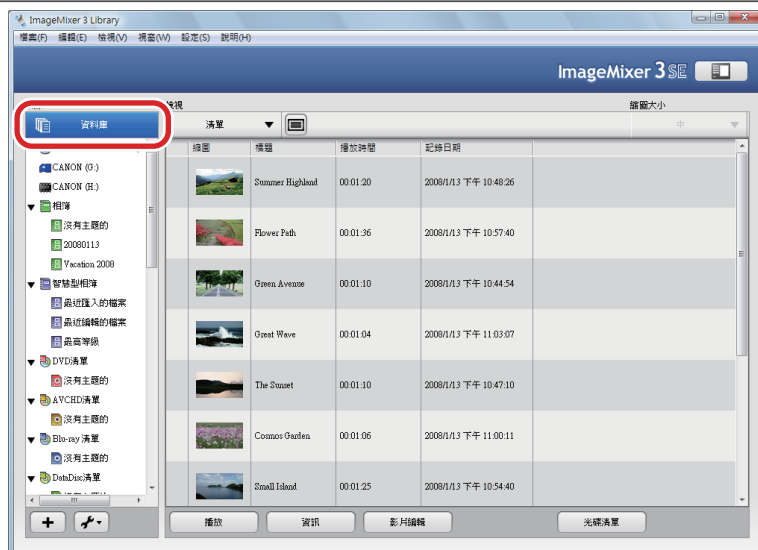 ImageMixer 3 Library
檔案(F) 編輯(E) 檢視(V) 視窗(W) 設定(S) 說明(H)
ImageMixer 3 SE
檢視
縮圖大小
資料庫
清單
中
縮圖 標題 播放時間 記錄日期
CANON (G:)
CANON (H:)
相簿
沒有主題的
20080113
Vacation 2008
智慧型相簿
最近匯入的檔案
最近編輯的檔案
最高等級
DVD清單
沒有主題的
AVCHD清單
沒有主題的
Blu-ray 清單
沒有主題的
DataDisc清單
Summer Highland 00:01:20 2008/1/13 下午 10:48:26
Flower Path 00:01:36 2008/1/13 下午 10:57:40
Green Avenue 00:01:10 2008/1/13 下午 10:44:54
Great Wave 00:01:04 2008/1/13 下午 11:03:07
The Sunset 00:01:10 2008/1/13 下午 10:47:10
Cosmos Garden 00:01:06 2008/1/13 下午 11:00:11
Small Island 00:01:25 2008/1/13 下午 10:54:40
播放 資訊 影片編輯 光碟清單